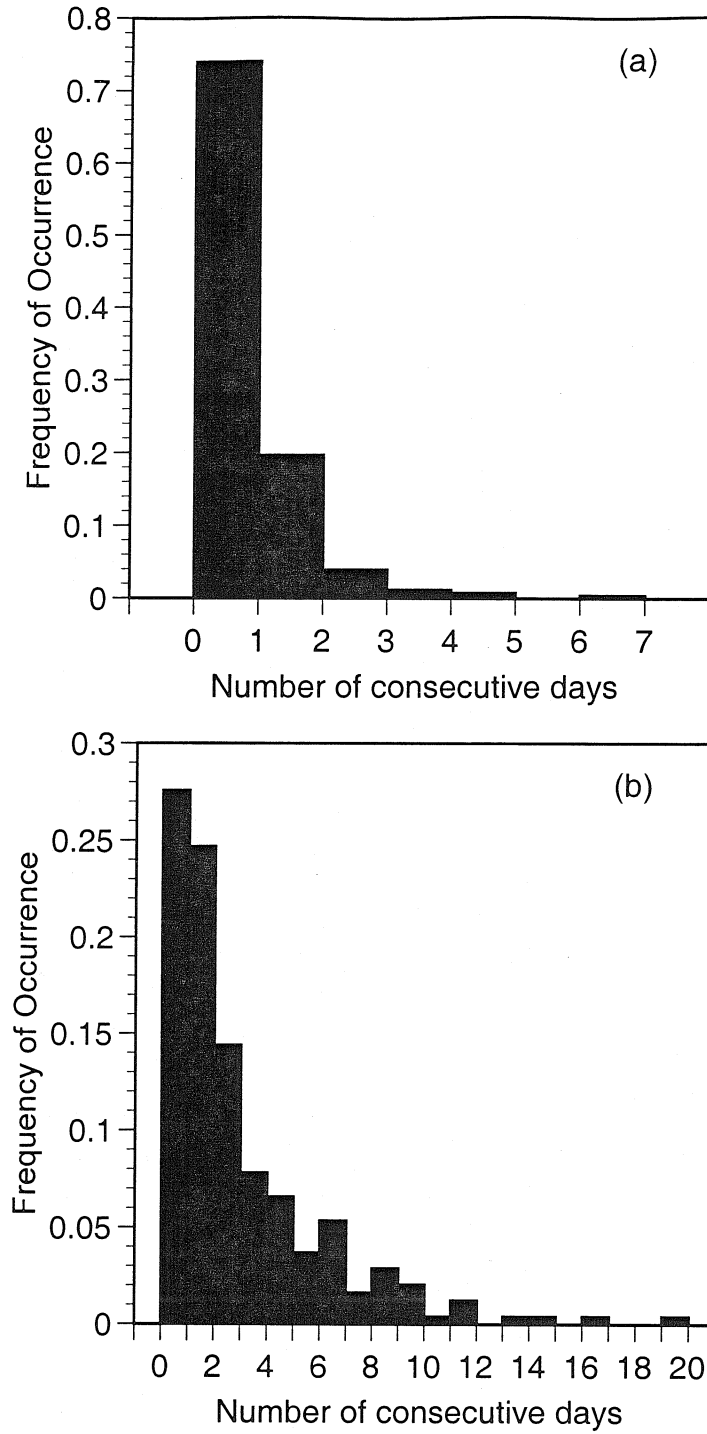 (a)
Frequency of Occurrence
0.8
0.7
0.6
0.5
0.4
0.3
0.2
0.1
0
0 1 2 3 4 5 6 7
Number of consecutive days
(b)
Frequency of Occurrence
0.3
0.25
0.2
0.15
0.1
0.05
0
0 2 4 6 8 10 12 14 16 18 20
Number of consecutive days